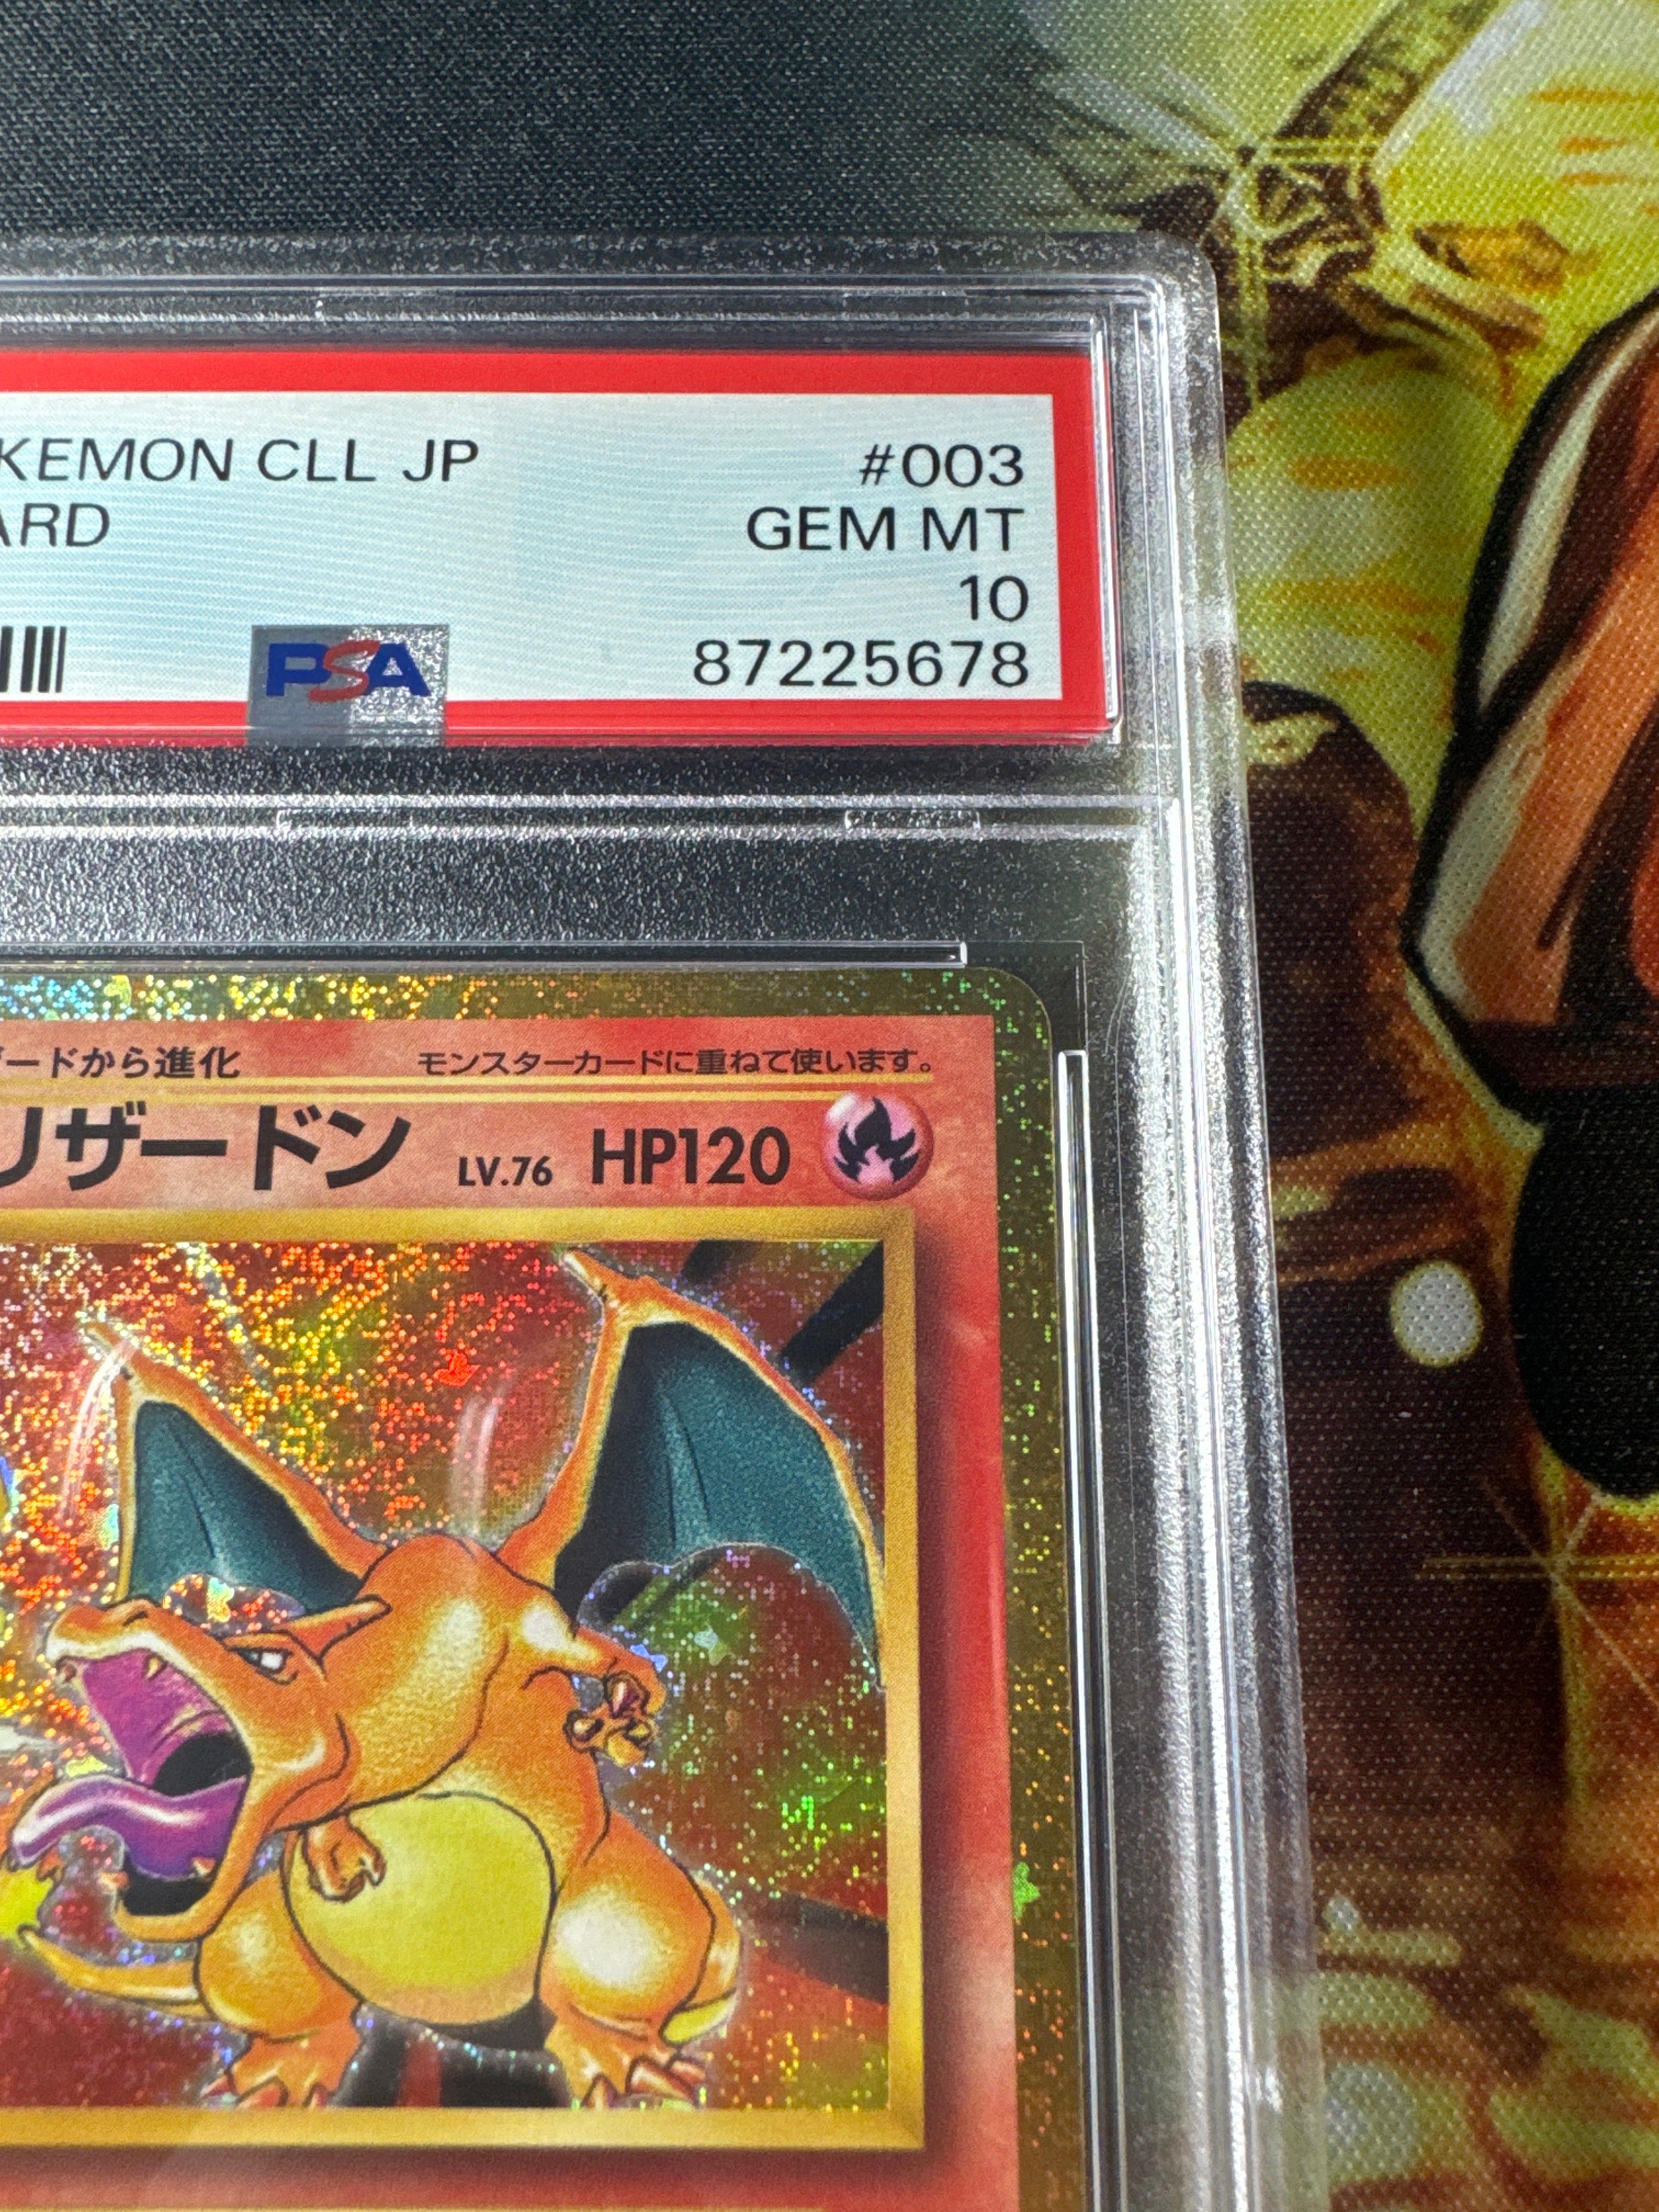 KEMON CLL JP #003
ARD GEM MT
10
PSA 87225678
ードから進化 モンスターカードに重ねて使います。
リザードン LV.76 HP120